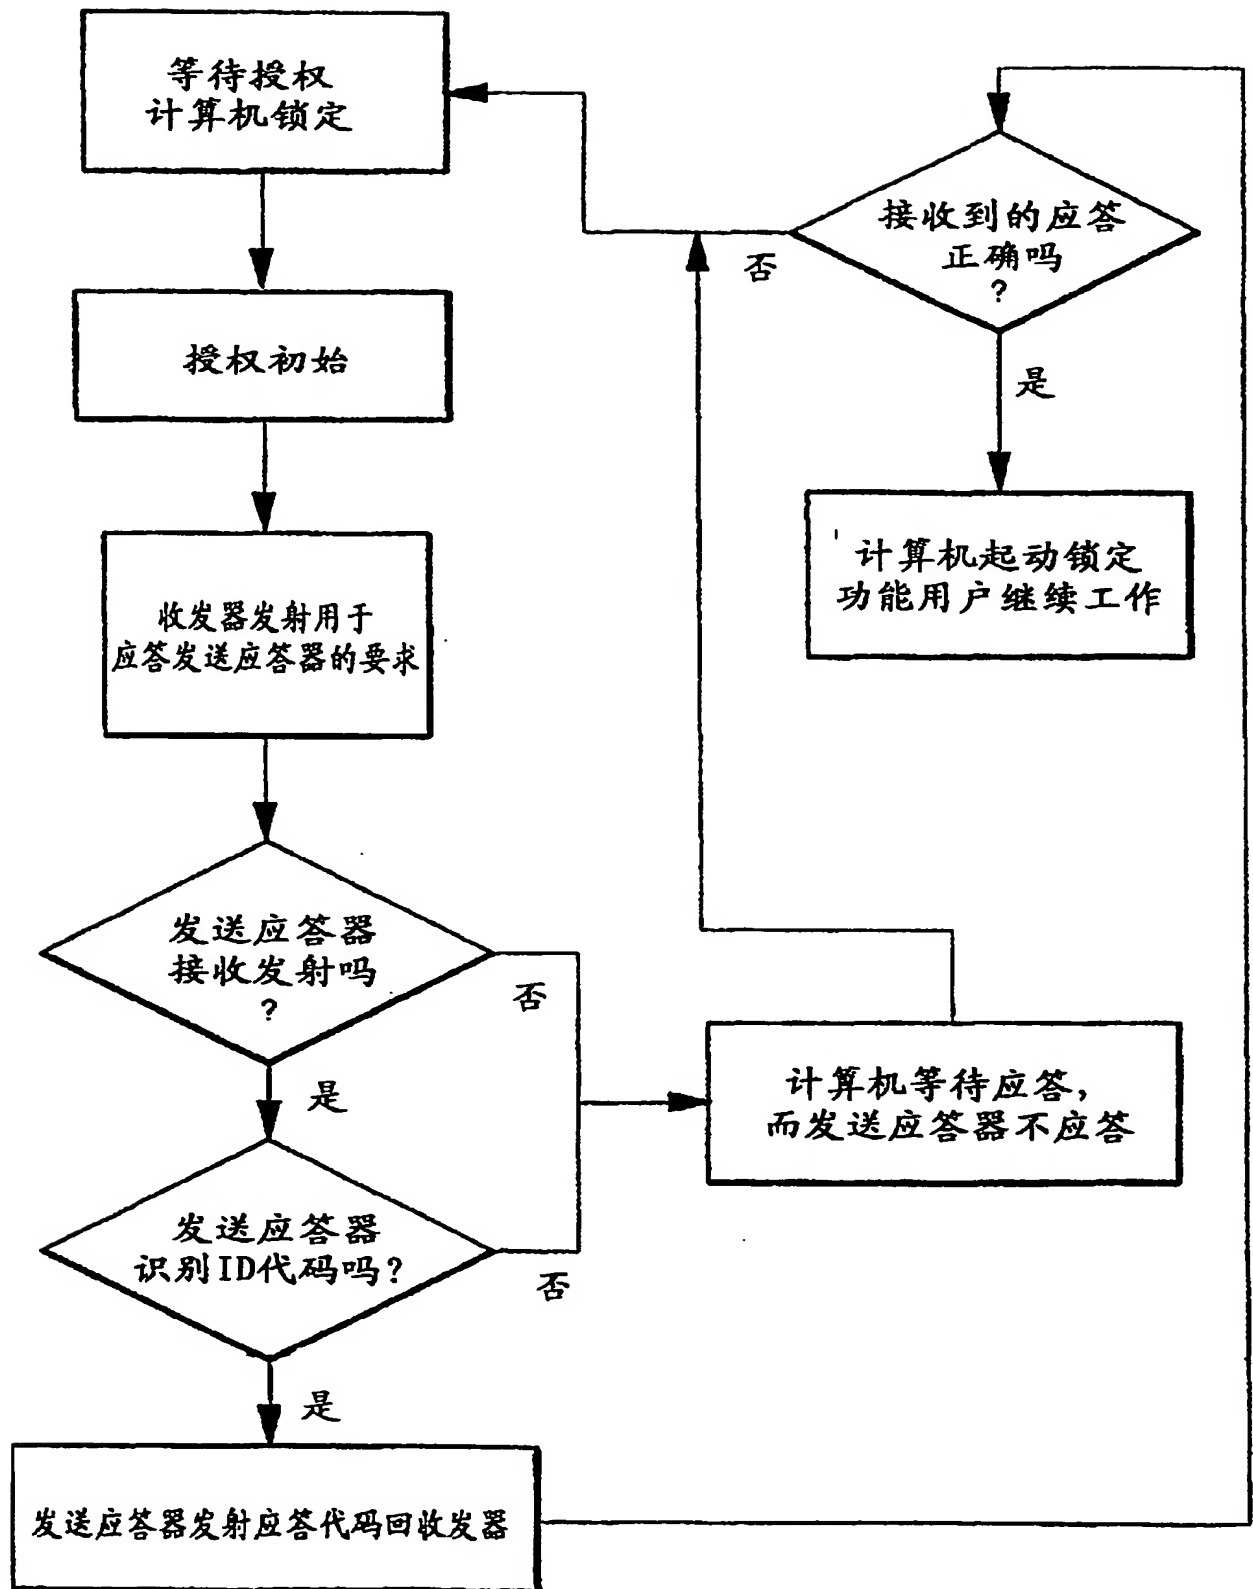 等待授权
计算机锁定
授权初始
收发器发射用于
应答发送应答器的要求
发送应答器
接收发射吗
?
否
是
发送应答器
识别ID代码吗?
否
是
发送应答器发射应答代码回收发器
计算机等待应答,
而发送应答器不应答
接收到的应答
正确吗
?
否
是
计算机起动锁定
功能用户继续工作